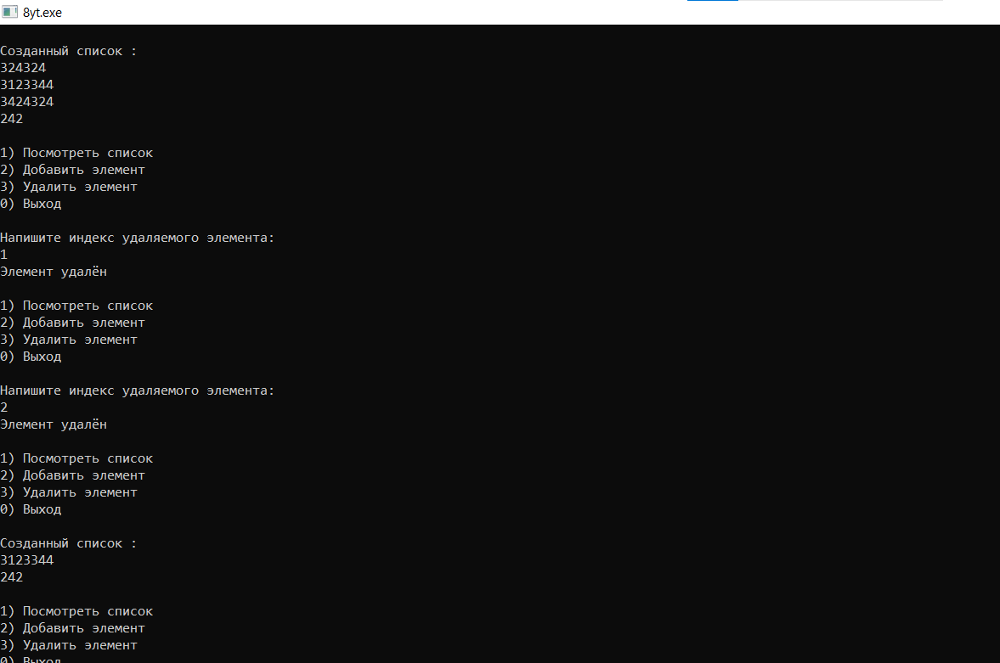 8yt.exe
Созданный список :
324324
3123344
3424324
242
1) Посмотреть список
2) Добавить элемент
3) Удалить элемент
0) Выход
Напишите индекс удаляемого элемента:
1
Элемент удалён
1) Посмотреть список
2) Добавить элемент
3) Удалить элемент
0) Выход
Напишите индекс удаляемого элемента:
2
Элемент удалён
1) Посмотреть список
2) Добавить элемент
3) Удалить элемент
0) Выход
Созданный список :
3123344
242
1) Посмотреть список
2) Добавить элемент
3) Удалить элемент
0) Выход